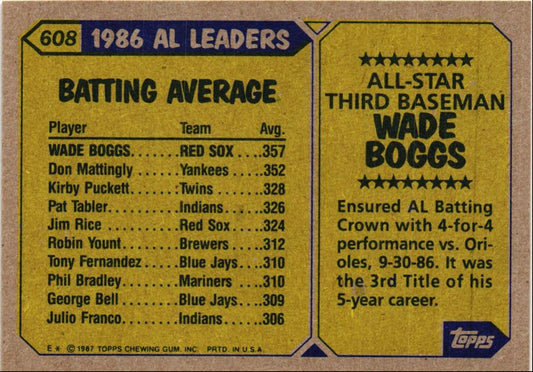 608 1986 AL LEADERS
BATTING AVERAGE
Player Team Avg.
WADE BOGGS......RED SOX....357
Don Mattingly......Yankees....352
Kirby Puckett......Twins....328
Pat Tabler......Indians....326
Jim Rice......Red Sox....324
Robin Yount......Brewers....312
Tony Fernandez...Blue Jays...310
Phil Bradley......Mariners....310
George Bell......Blue Jays...309
Julio Franco......Indians....306
E✳ ©1987 TOPPS CHEWING GUM, INC. PRTD. IN U.S.A.
★★★★★★★★
ALL-STAR
THIRD BASEMAN
WADE
BOGGS
★★★★★★★★
Ensured AL Batting
Crown with 4-for-4
performance vs. Ori-
oles, 9-30-86. It was
the 3rd Title of his
5-year career.
topps